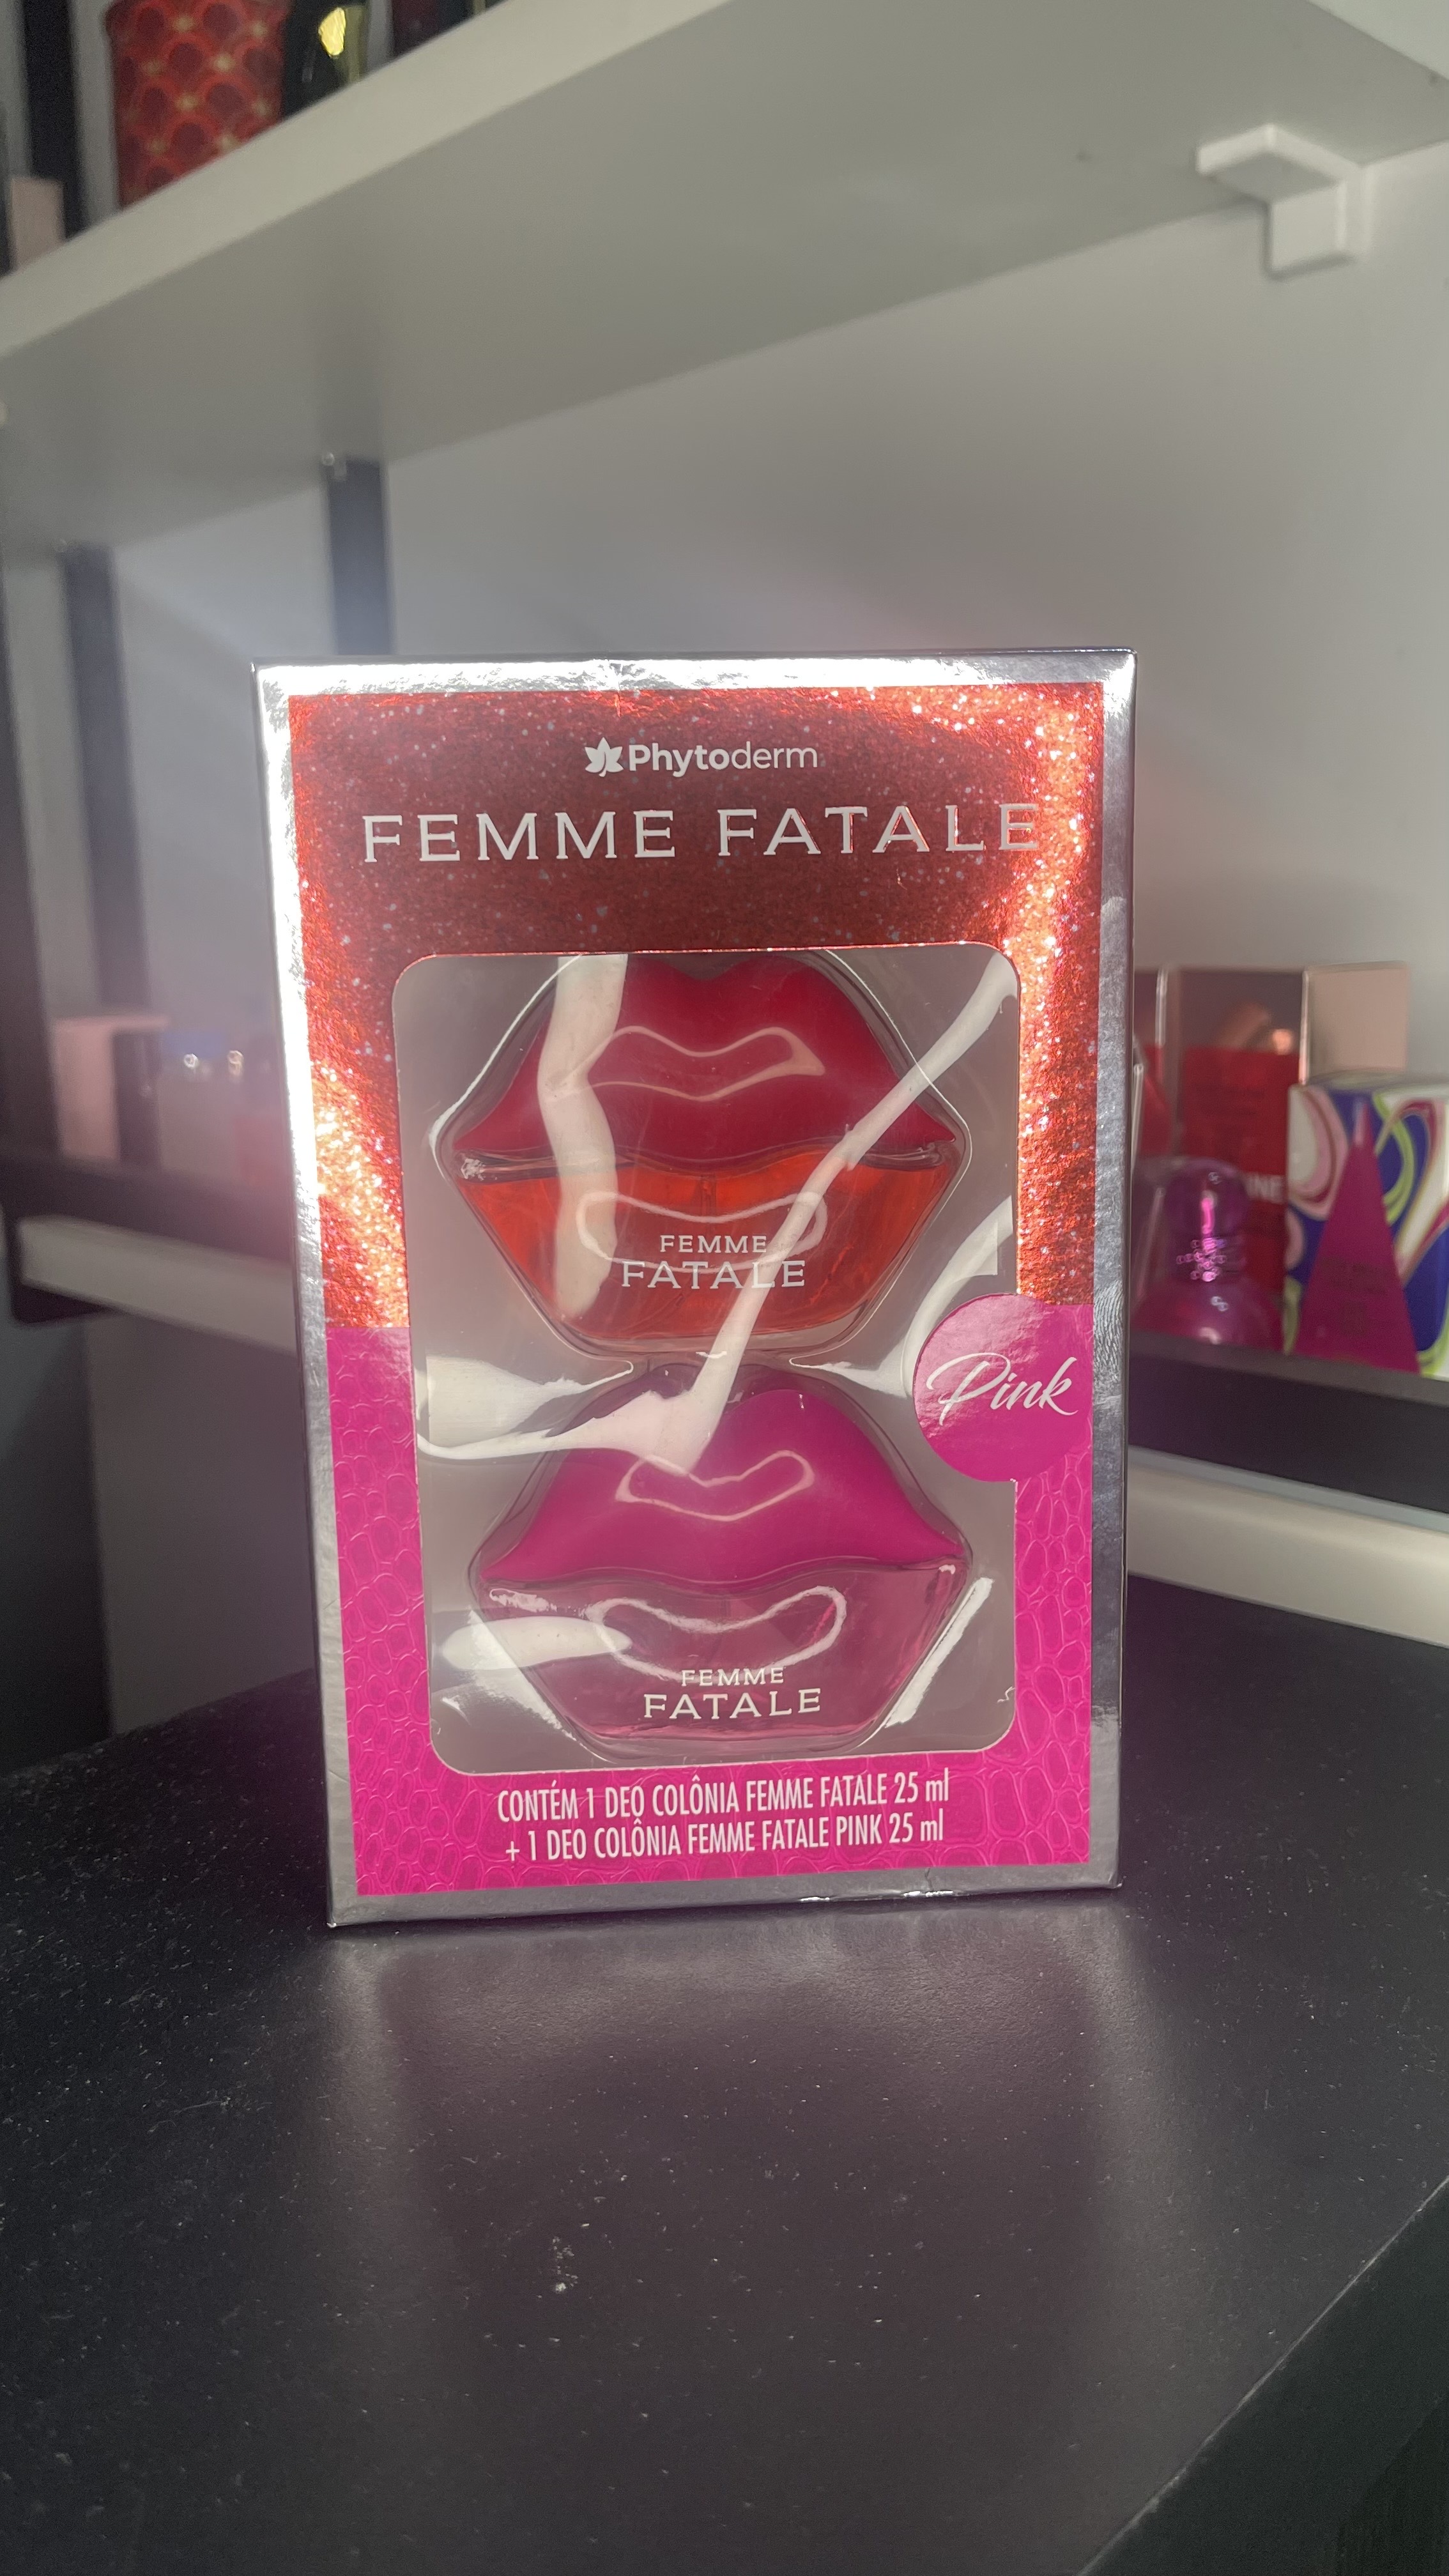 Phytoderm
FEMME FATALE
FEMME
FATALE
Pink
FEMME
FATALE
CONTÉM 1 DEO COLÔNIA FEMME FATALE 25 ml
+ 1 DEO COLÔNIA FEMME FATALE PINK 25 ml